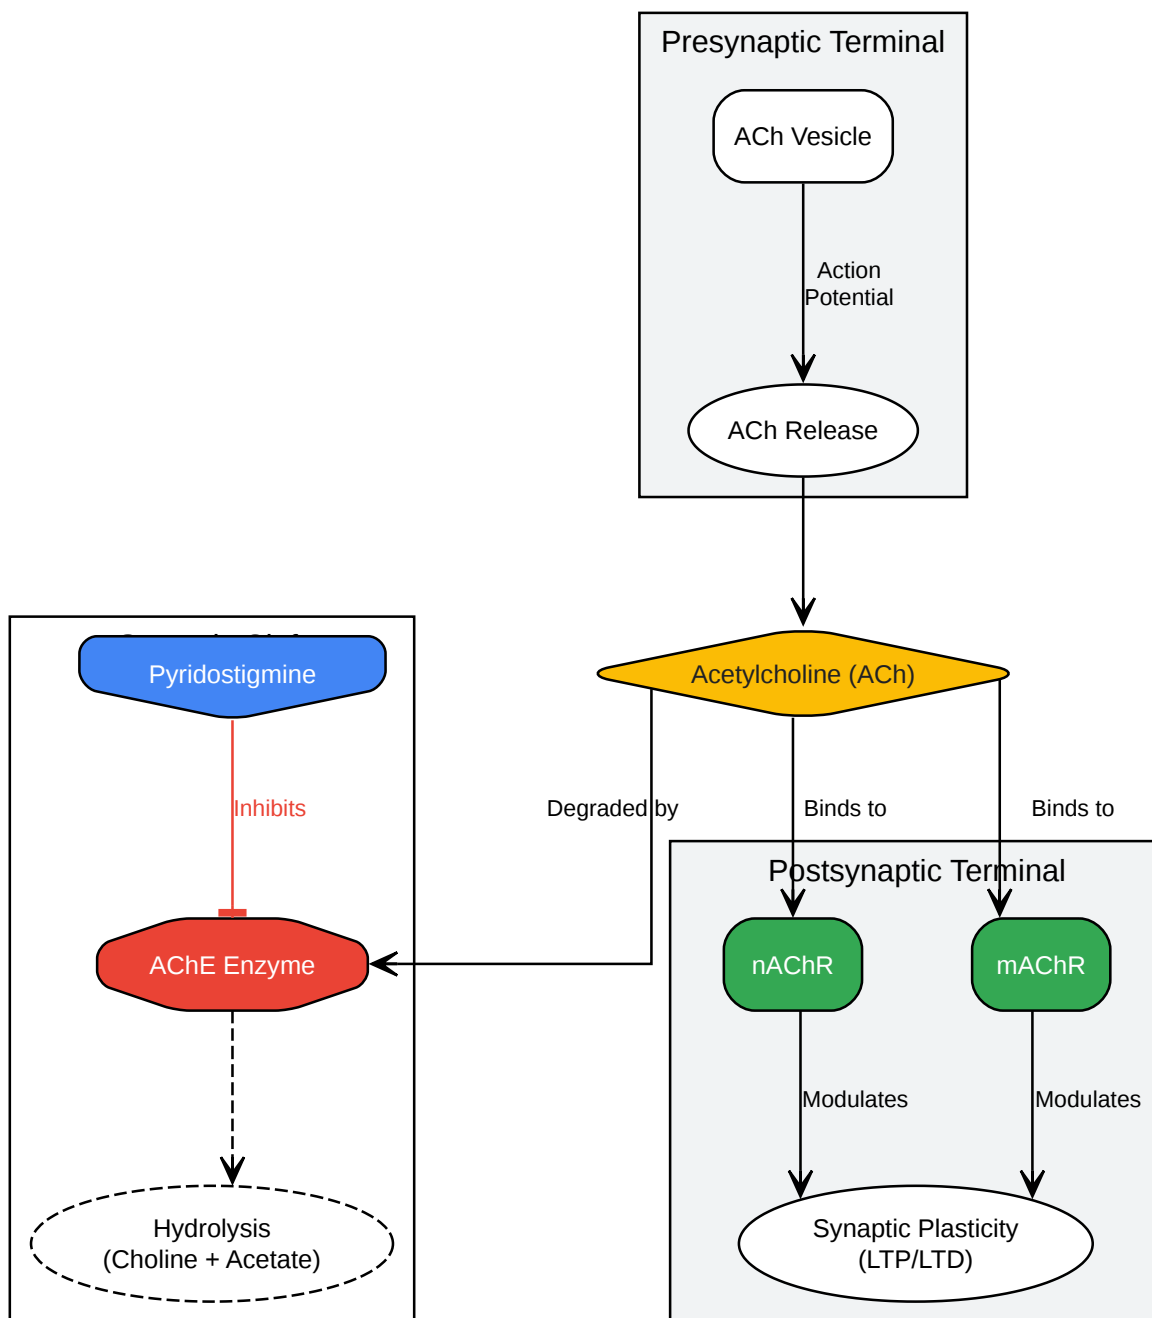 Presynaptic Terminal
ACh Vesicle
Action
Potential
ACh Release
Pyridostigmine
Acetylcholine (ACh)
Inhibits
Degraded by
Binds to
Binds to
Postsynaptic Terminal
AChE Enzyme
nAChR
mAChR
Modulates
Modulates
Hydrolysis
(Choline + Acetate)
Synaptic Plasticity
(LTP/LTD)